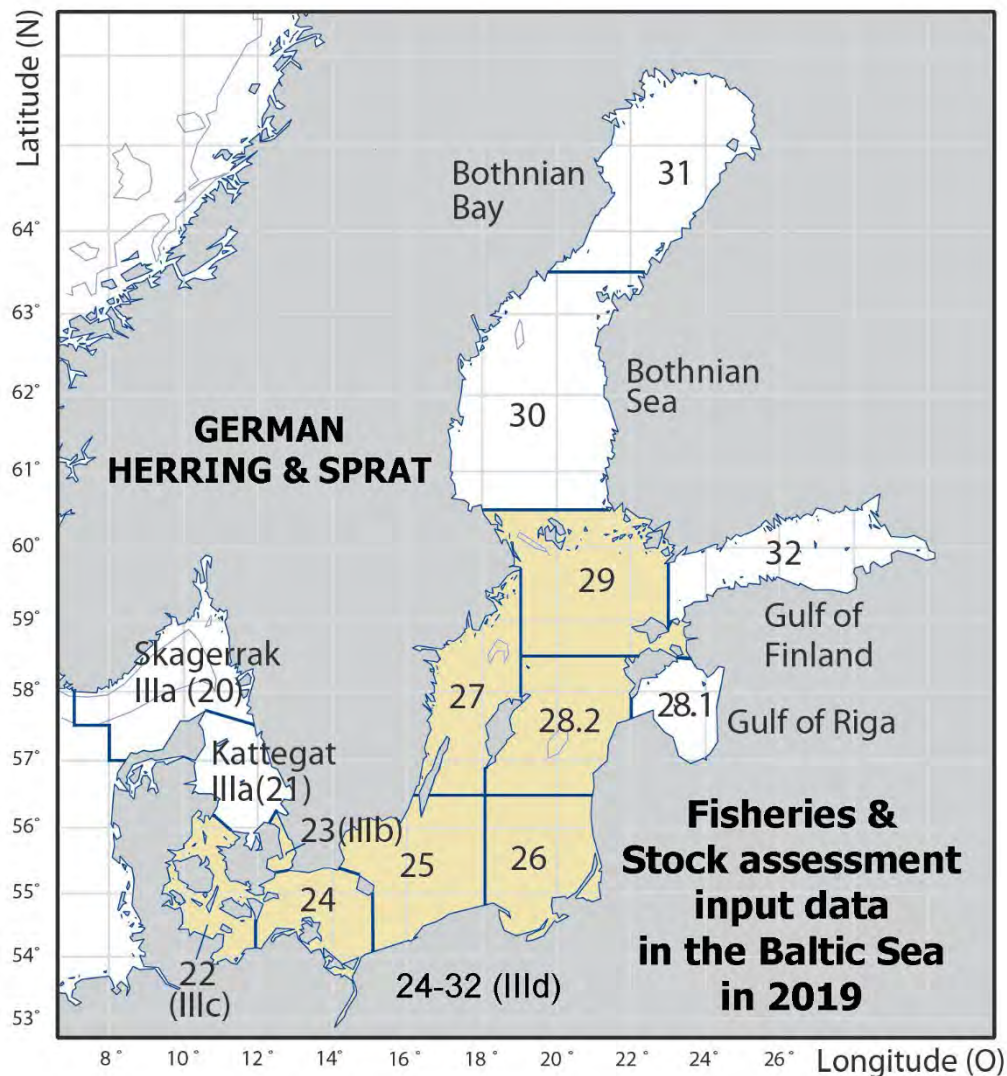 Latitude (N)
64°
63°
62°
61°
60°
59°
58°
57°
56°
55°
54°
53°
Bothnian
Bay
31
Bothnian
Sea
30
GERMAN
HERRING & SPRAT
29
32
Gulf of
Finland
Skagerrak
IIIa (20)
27
28.2
28.1
Gulf of Riga
Kattegat
IIIa(21)
23(IIIb)
25
26
24
22
(IIIc)
24-32 (IIId)
Fisheries &
Stock assessment
input data
in the Baltic Sea
in 2019
8° 10° 12° 14° 16° 18° 20° 22° 24° 26° Longitude (O)